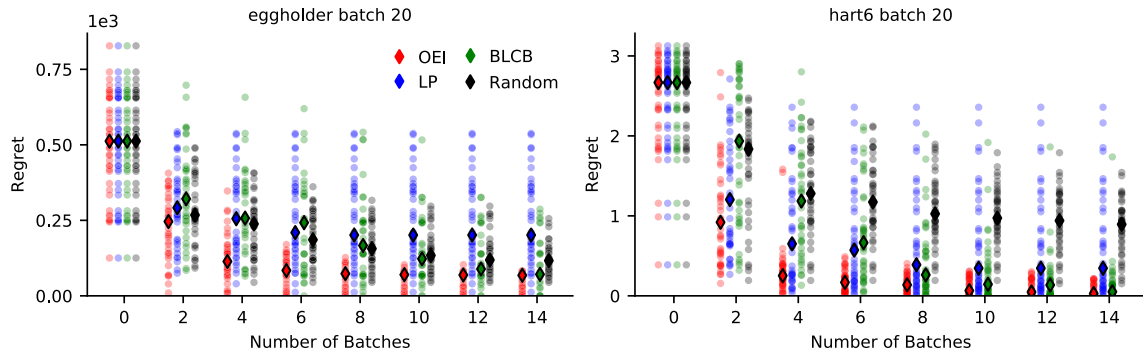 eggholder batch 20
1e3
Regret
0.75
0.50
0.25
0.00
OEI
LP
BLCB
Random
0 2 4 6 8 10 12 14
Number of Batches
hart6 batch 20
Regret
3
2
1
0
0 2 4 6 8 10 12 14
Number of Batches